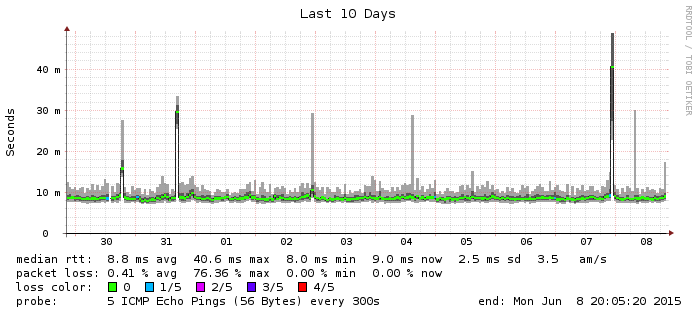 Last 10 Days
RRDTOOL / TOBI OETIKER
Seconds
40 m
30 m
20 m
10 m
0
30 31 01 02 03 04 05 06 07 08
median rtt: 8.8 ms avg 40.6 ms max 8.0 ms min 9.0 ms now 2.5 ms sd 3.5 am/s
packet loss: 0.41 % avg 76.36 % max 0.00 % min 0.00 % now
loss color: 0 1/5 2/5 3/5 4/5
probe: 5 ICMP Echo Pings (56 Bytes) every 300s end: Mon Jun 8 20:05:20 2015